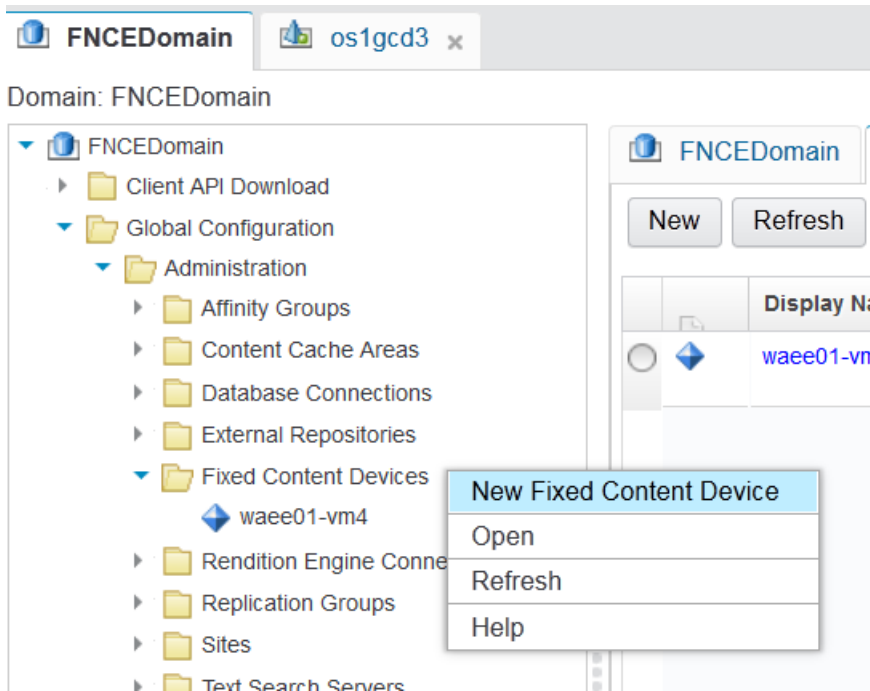 FNCEDomain
os1gcd3
Domain: FNCEDomain
FNCEDomain
Client API Download
Global Configuration
Administration
Affinity Groups
Content Cache Areas
Database Connections
External Repositories
Fixed Content Devices
waee01-vm4
Rendition Engine Conne
Replication Groups
Sites
Text Search Servers
New Fixed Content Device
Open
Refresh
Help
FNCEDomain
New Refresh
Display Na
waee01-vm